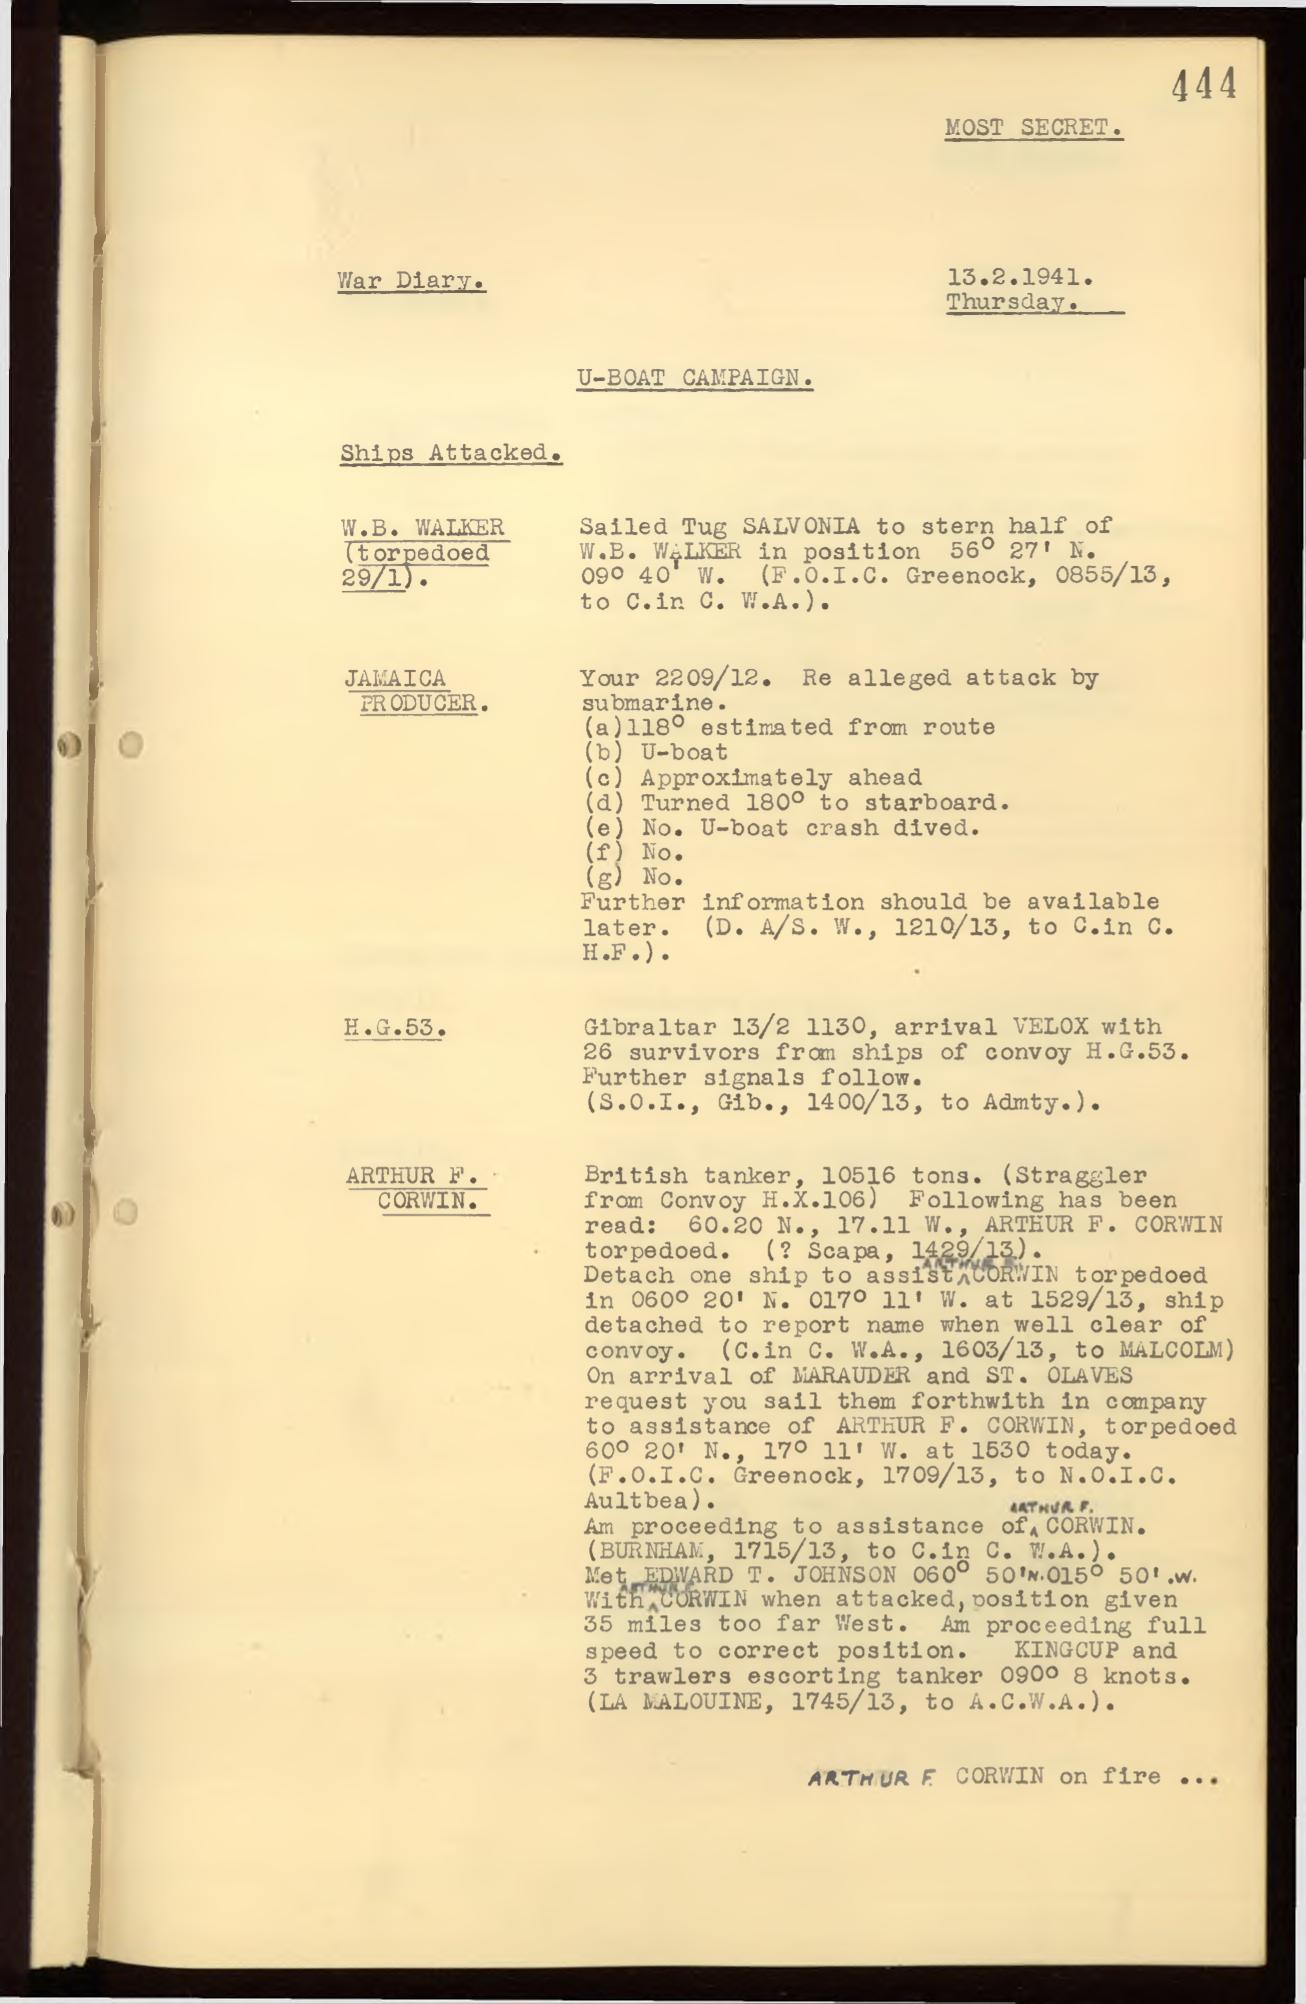 444
MOST SECRET.
War Diary.
13.2.1941.
Thursday.
U-BOAT CAMPAIGN.
Ships Attacked.
W.B. WALKER
(torpedoed
29/1).
Sailed Tug SALVONIA to stern half of
W.B. WALKER in position 56° 27' N.
09° 40' W. (F.O.I.C. Greenock, 0855/13,
to C.in C. W.A.).
JAMAICA
PRODUCER.
Your 2209/12. Re alleged attack by
submarine.
(a)118° estimated from route
(b) U-boat
(c) Approximately ahead
(d) Turned 180° to starboard.
(e) No. U-boat crash dived.
(f) No.
(g) No.
Further information should be available
later. (D. A/S. W., 1210/13, to C.in C.
H.F.).
H.G.53.
Gibraltar 13/2 1130, arrival VELOX with
26 survivors from ships of convoy H.G.53.
Further signals follow.
(S.O.I., Gib., 1400/13, to Admty.).
ARTHUR F.
CORWIN.
British tanker, 10516 tons. (Straggler
from Convoy H.X.106) Following has been
read: 60.20 N., 17.11 W., ARTHUR F. CORWIN
torpedoed. (? Scapa, 1429/13).
Detach one ship to assist ARTHUR F. CORWIN torpedoed
in 060° 20' N. 017° 11' W. at 1529/13, ship
detached to report name when well clear of
convoy. (C.in C. W.A., 1603/13, to MALCOLM)
On arrival of MARAUDER and ST. OLAVES
request you sail them forthwith in company
to assistance of ARTHUR F. CORWIN, torpedoed
60° 20' N., 17° 11' W. at 1530 today.
(F.O.I.C. Greenock, 1709/13, to N.O.I.C.
Aultbea).
Am proceeding to assistance of ARTHUR F. CORWIN.
(BURNHAM, 1715/13, to C.in C. W.A.).
Met EDWARD T. JOHNSON 060° 50'N.015° 50'.W.
With ARTHUR F. CORWIN when attacked, position given
35 miles too far West. Am proceeding full
speed to correct position. KINGCUP and
3 trawlers escorting tanker 090° 8 knots.
(LA MALOUINE, 1745/13, to A.C.W.A.).
ARTHUR F. CORWIN on fire ...